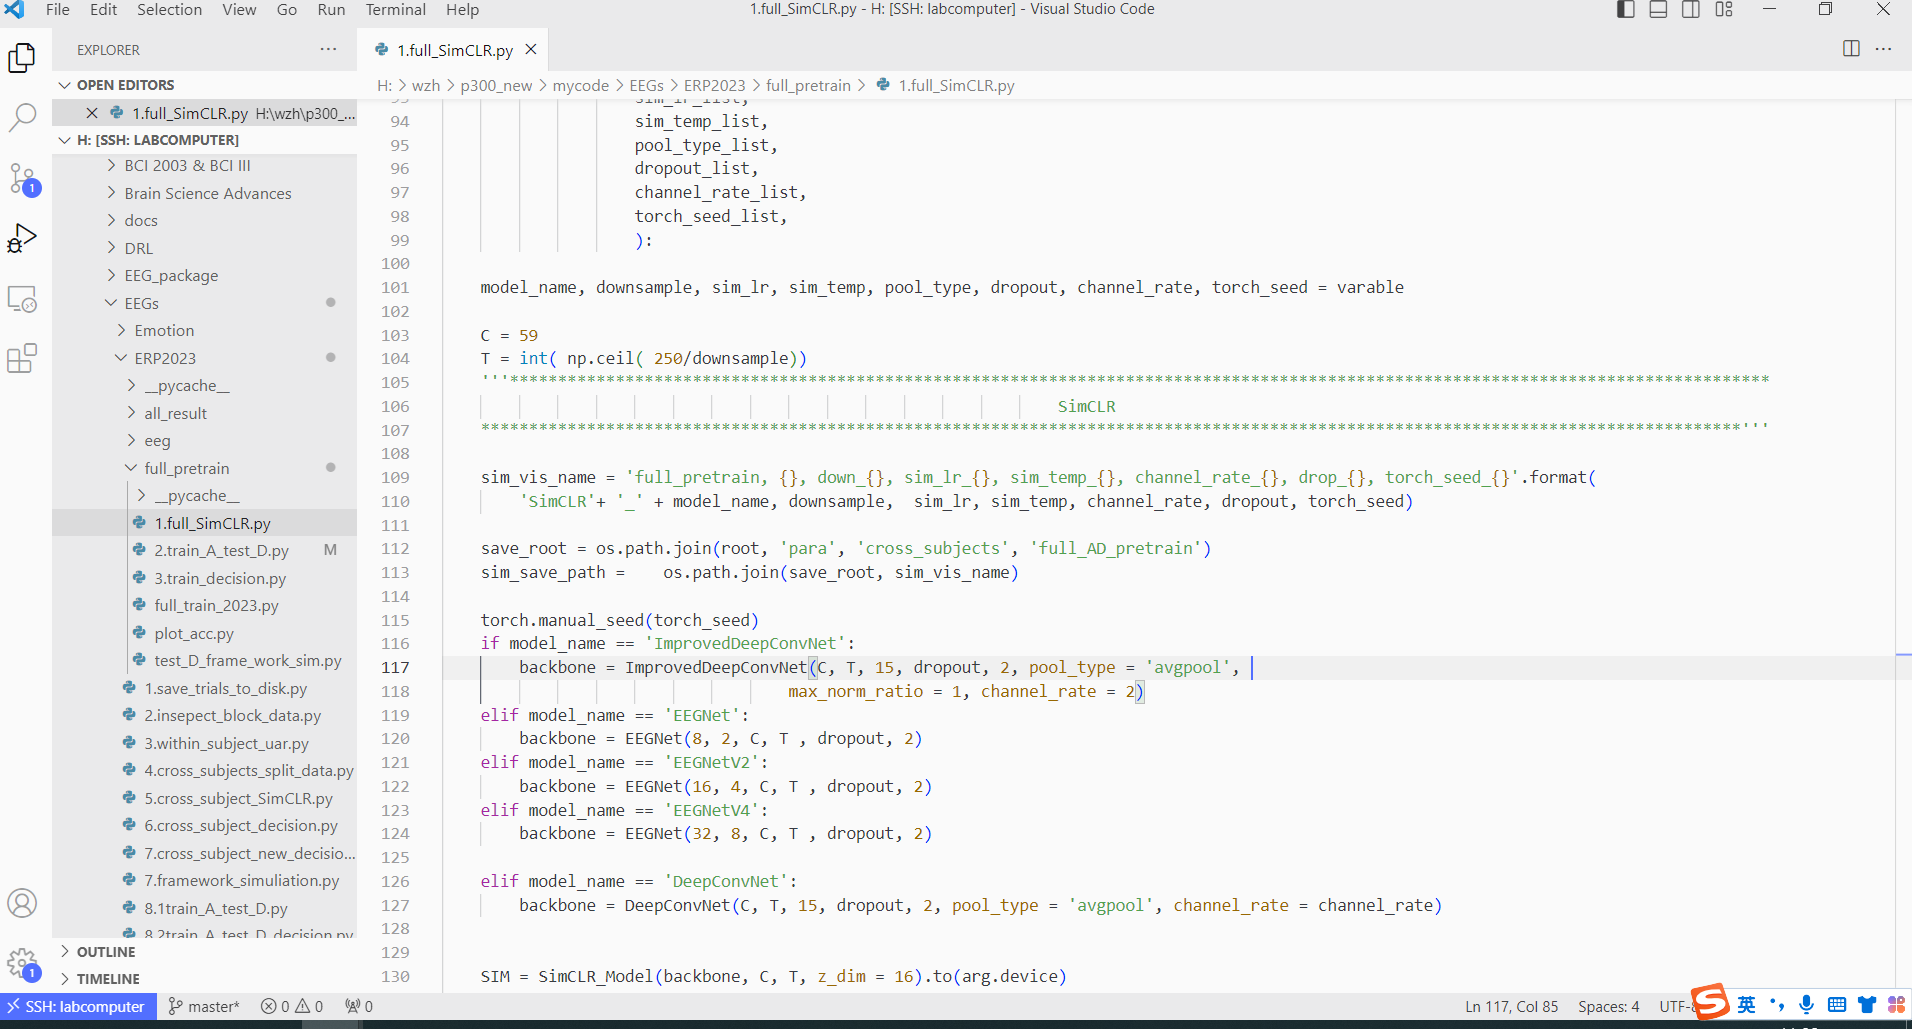 File Edit Selection View Go Run Terminal Help
1.full_SimCLR.py - H: [SSH: labcomputer] - Visual Studio Code
EXPLORER
1.full_SimCLR.py
OPEN EDITORS
1.full_SimCLR.py H:\wzh\p300_...
H: [SSH: LABCOMPUTER]
BCI 2003 & BCI III
Brain Science Advances
docs
DRL
EEG_package
EEGs
Emotion
ERP2023
__pycache__
all_result
eeg
full_pretrain
__pycache__
1.full_SimCLR.py
2.train_A_test_D.py M
3.train_decision.py
full_train_2023.py
plot_acc.py
test_D_frame_work_sim.py
1.save_trials_to_disk.py
2.insepect_block_data.py
3.within_subject_uar.py
4.cross_subjects_split_data.py
5.cross_subject_SimCLR.py
6.cross_subject_decision.py
7.cross_subject_new_decisio...
7.framework_simuliation.py
8.1train_A_test_D.py
8.2train_A_test_D_decision.py
OUTLINE
TIMELINE
H: > wzh > p300_new > mycode > EEGs > ERP2023 > full_pretrain > 1.full_SimCLR.py
93 sim_lr_list,
94 sim_temp_list,
95 pool_type_list,
96 dropout_list,
97 channel_rate_list,
98 torch_seed_list,
99 ):
100
101 model_name, downsample, sim_lr, sim_temp, pool_type, dropout, channel_rate, torch_seed = varable
102
103 C = 59
104 T = int( np.ceil( 250/downsample))
105 '''***********************************************************************************************************************************
106 SimCLR
107 ***********************************************************************************************************************************'''
108
109 sim_vis_name = 'full_pretrain, {}, down_{}, sim_lr_{}, sim_temp_{}, channel_rate_{}, drop_{}, torch_seed_{}'.format(
110 'SimCLR'+ '_' + model_name, downsample, sim_lr, sim_temp, channel_rate, dropout, torch_seed)
111
112 save_root = os.path.join(root, 'para', 'cross_subjects', 'full_AD_pretrain')
113 sim_save_path = os.path.join(save_root, sim_vis_name)
114
115 torch.manual_seed(torch_seed)
116 if model_name == 'ImprovedDeepConvNet':
117 backbone = ImprovedDeepConvNet(C, T, 15, dropout, 2, pool_type = 'avgpool',
118 max_norm_ratio = 1, channel_rate = 2)
119 elif model_name == 'EEGNet':
120 backbone = EEGNet(8, 2, C, T , dropout, 2)
121 elif model_name == 'EEGNetV2':
122 backbone = EEGNet(16, 4, C, T , dropout, 2)
123 elif model_name == 'EEGNetV4':
124 backbone = EEGNet(32, 8, C, T , dropout, 2)
125
126 elif model_name == 'DeepConvNet':
127 backbone = DeepConvNet(C, T, 15, dropout, 2, pool_type = 'avgpool', channel_rate = channel_rate)
128
129
130 SIM = SimCLR_Model(backbone, C, T, z_dim = 16).to(arg.device)
1
1
SSH: labcomputer master* 0 0 0
Ln 117, Col 85 Spaces: 4 UTF-8
英